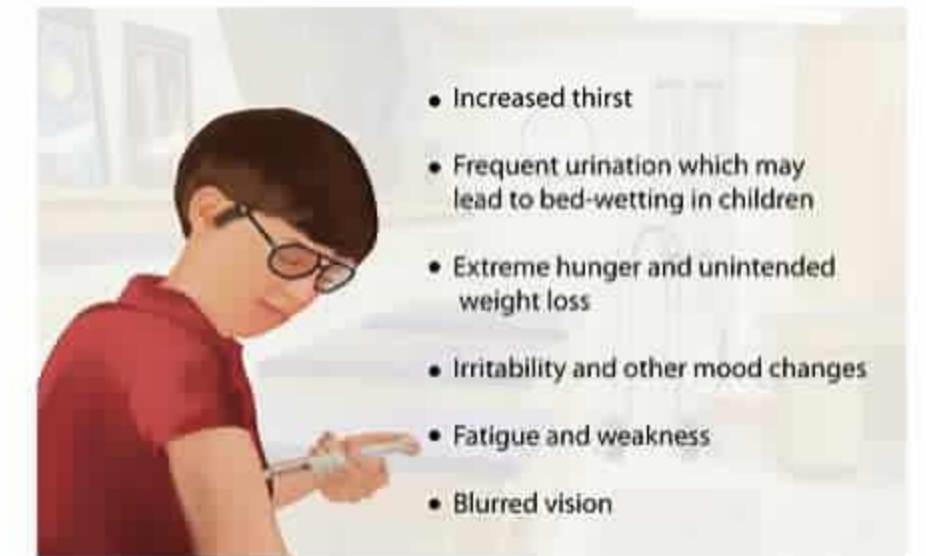 • Increased thirst
• Frequent urination which may
lead to bed-wetting in children
• Extreme hunger and unintended
weight loss
• Irritability and other mood changes
• Fatigue and weakness
• Blurred vision